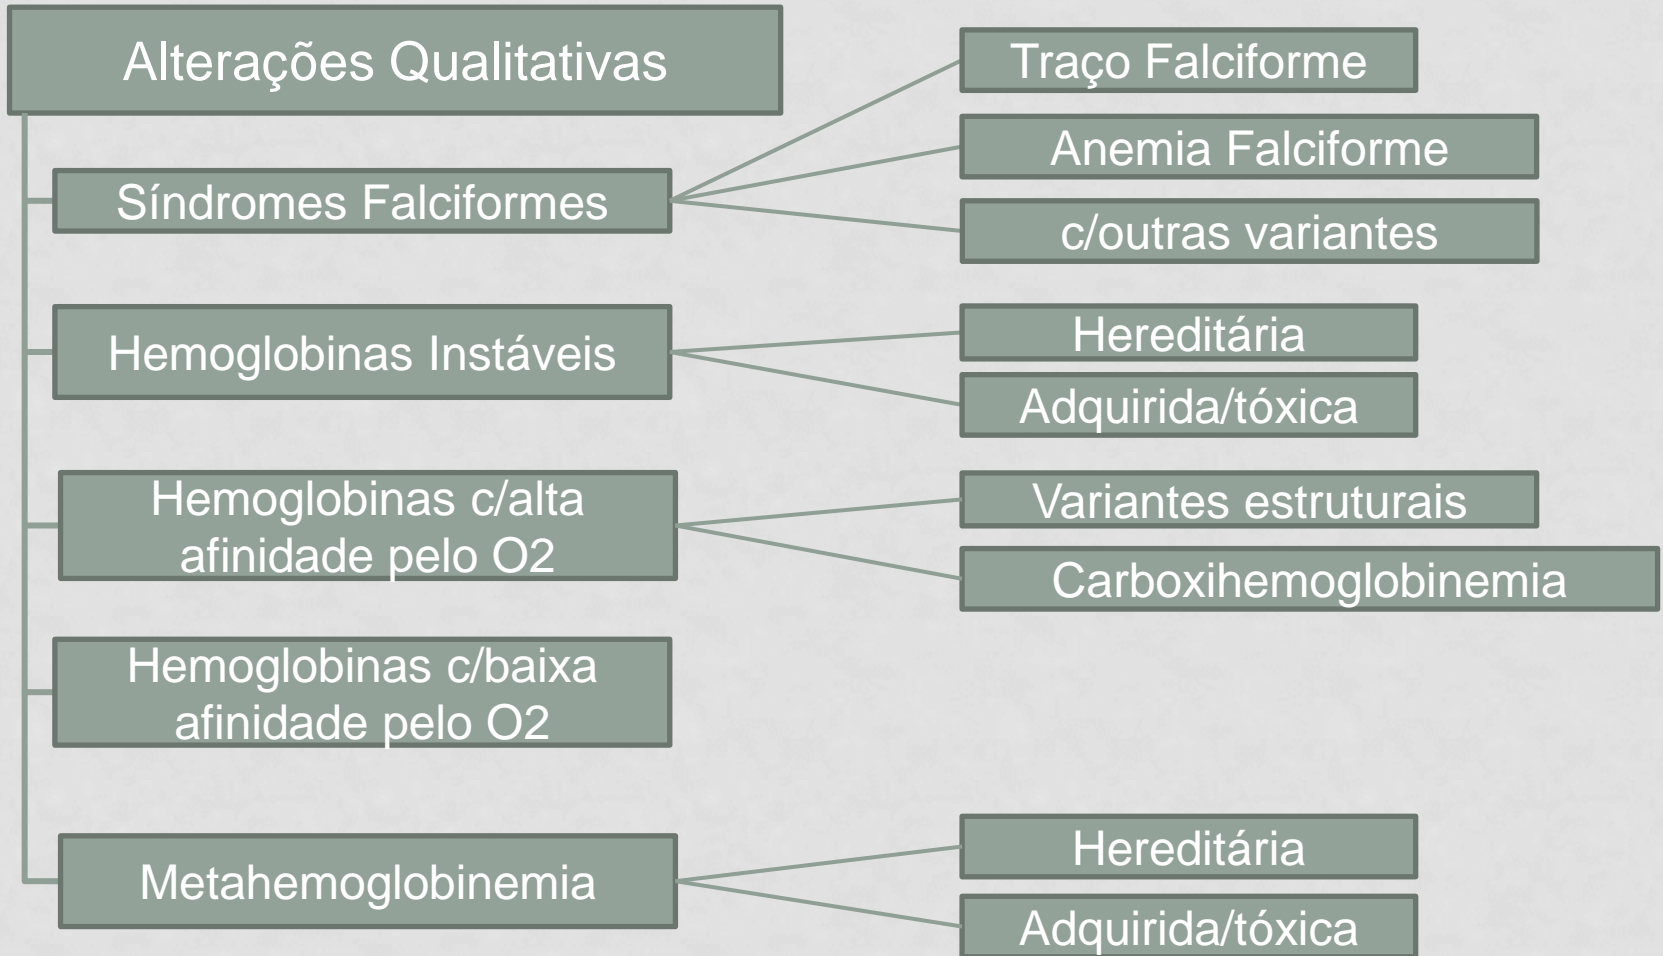 Alterações Qualitativas
Síndromes Falciformes
Traço Falciforme
Anemia Falciforme
c/outras variantes
Hemoglobinas Instáveis
Hereditária
Adquirida/tóxica
Hemoglobinas c/alta
afinidade pelo O2
Variantes estruturais
Carboxihemoglobinemia
Hemoglobinas c/baixa
afinidade pelo O2
Metahemoglobinemia
Hereditária
Adquirida/tóxica